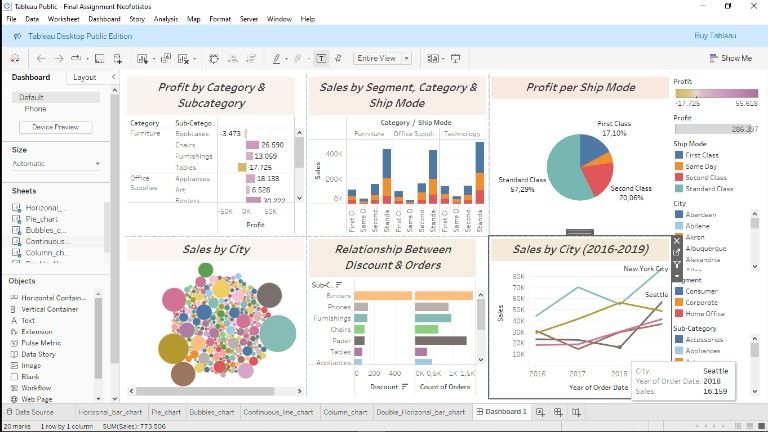 Tableau Public - Final Assignment Neofotistos
File Data Worksheet Dashboard Story Analysis Map Format Server Window Help
Tableau Desktop Public Edition Buy Tableau
Entire View Show Me
Dashboard Layout
Default
Phone
Device Preview
Size
Automatic
Sheets
Horizonal_...
Pie_chart
Bubbles_c...
Continuous...
Column_ch...
Objects
Horizontal Contain...
Vertical Container
Text
Extension
Pulse Metric
Data Story
Image
Blank
Workflow
Web Page
Profit by Category &
Subcategory
Category Sub-Catego..
Furniture Bookcases -3.473
Chairs 26.590
Furnishings 13.059
Tables -17.725
Office Appliances 18.138
Supplies Art 6.528
Binders 30.222
-50K 0K 50K
Profit
Sales by Segment, Category &
Ship Mode
Category / Ship Mode
Furniture Office Suppli.. Technology
Sales
400K
200K
0K
First Cl Same D Second Standa First Cl Same D Second Standa First Cl Same D Second Standa
Profit per Ship Mode
First Class
17,10%
Standard Class
57,29%
Second Class
20,06%
Profit
-17.725 55.618
Profit
286.397
Ship Mode
First Class
Same Day
Second Class
Standard Class
City
Aberdeen
Abilene
Akron
Albuquerque
Alexandria
Consumer
Corporate
Home Office
Sub-Category
Accessories
Appliances
Sales by City
Relationship Between
Discount & Orders
Sub-C..
Binders
Phones
Furnishings
Chairs
Paper
Tables
Appliances
0 200 400 0K 0,5K 1K 1,5K
Discount Count of Orders
Sales by City (2016-2019)
New York City
Seattle
Sales
80K
70K
60K
50K
40K
30K
20K
10K
2016 2017 2018
Year of Order Date
City: Seattle
Year of Order Date: 2018
Sales: 16.159
Data Source Horizonal_bar_chart Pie_chart Bubbles_chart Continuous_line_chart Column_chart Double_Horizonal_bar_chart Dashboard 1
20 marks 1 row by 1 column SUM(Sales): 773.506